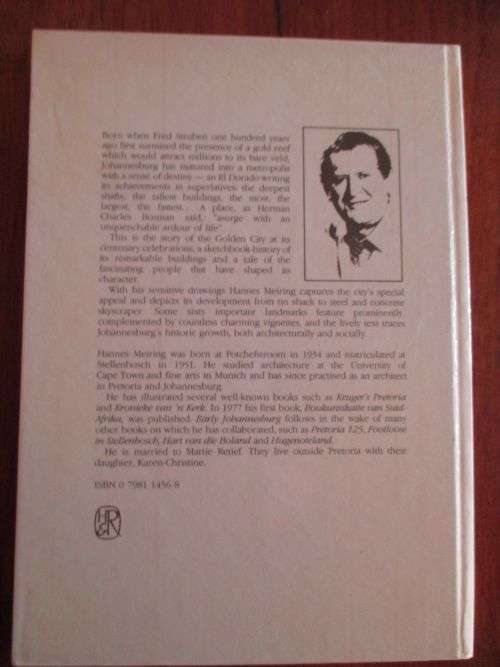 Born when Fred Struben one hundred years
ago first surmised the presence of a gold reef
which would attract millions to its bare veld,
Johannesburg has matured into a metropolis
with a sense of destiny — an El Dorado writing
its achievements in superlatives: the deepest
shafts, the tallest buildings, the most, the
largest, the fastest... A place, as Herman
Charles Bosman said, "asurge with an
unquenchable ardour of life"
This is the story of the Golden City at its
centenary celebrations, a sketchbook-history of
its remarkable buildings and a tale of the
fascinating people that have shaped its
character.
With his sensitive drawings Hannes Meiring captures the city's special
appeal and depicts its development from tin shack to steel and concrete
skyscraper. Some sixty important landmarks feature prominently,
complemented by countless charming vignettes, and the lively text traces
Johannesburg's historic growth, both architecturally and socially.
Hannes Meiring was born at Potchefstroom in 1934 and matriculated at
Stellenbosch in 1951. He studied architecture at the University of
Cape Town and fine arts in Munich and has since practised as an architect
in Pretoria and Johannesburg.
He has illustrated several well-known books such as Kruger's Pretoria
and Kronieke van 'n Kerk. In 1977 his first book, Boukunskatte van Suid-
Afrika, was published. Early Johannesburg follows in the wake of many
other books on which he has collaborated, such as Pretoria 125, Footloose
in Stellenbosch, Hart van die Boland and Hugenoteland.
He is married to Martie Retief. They live outside Pretoria with their
daughter, Karen-Christine.
ISBN 0 7981 1456 8
H&R